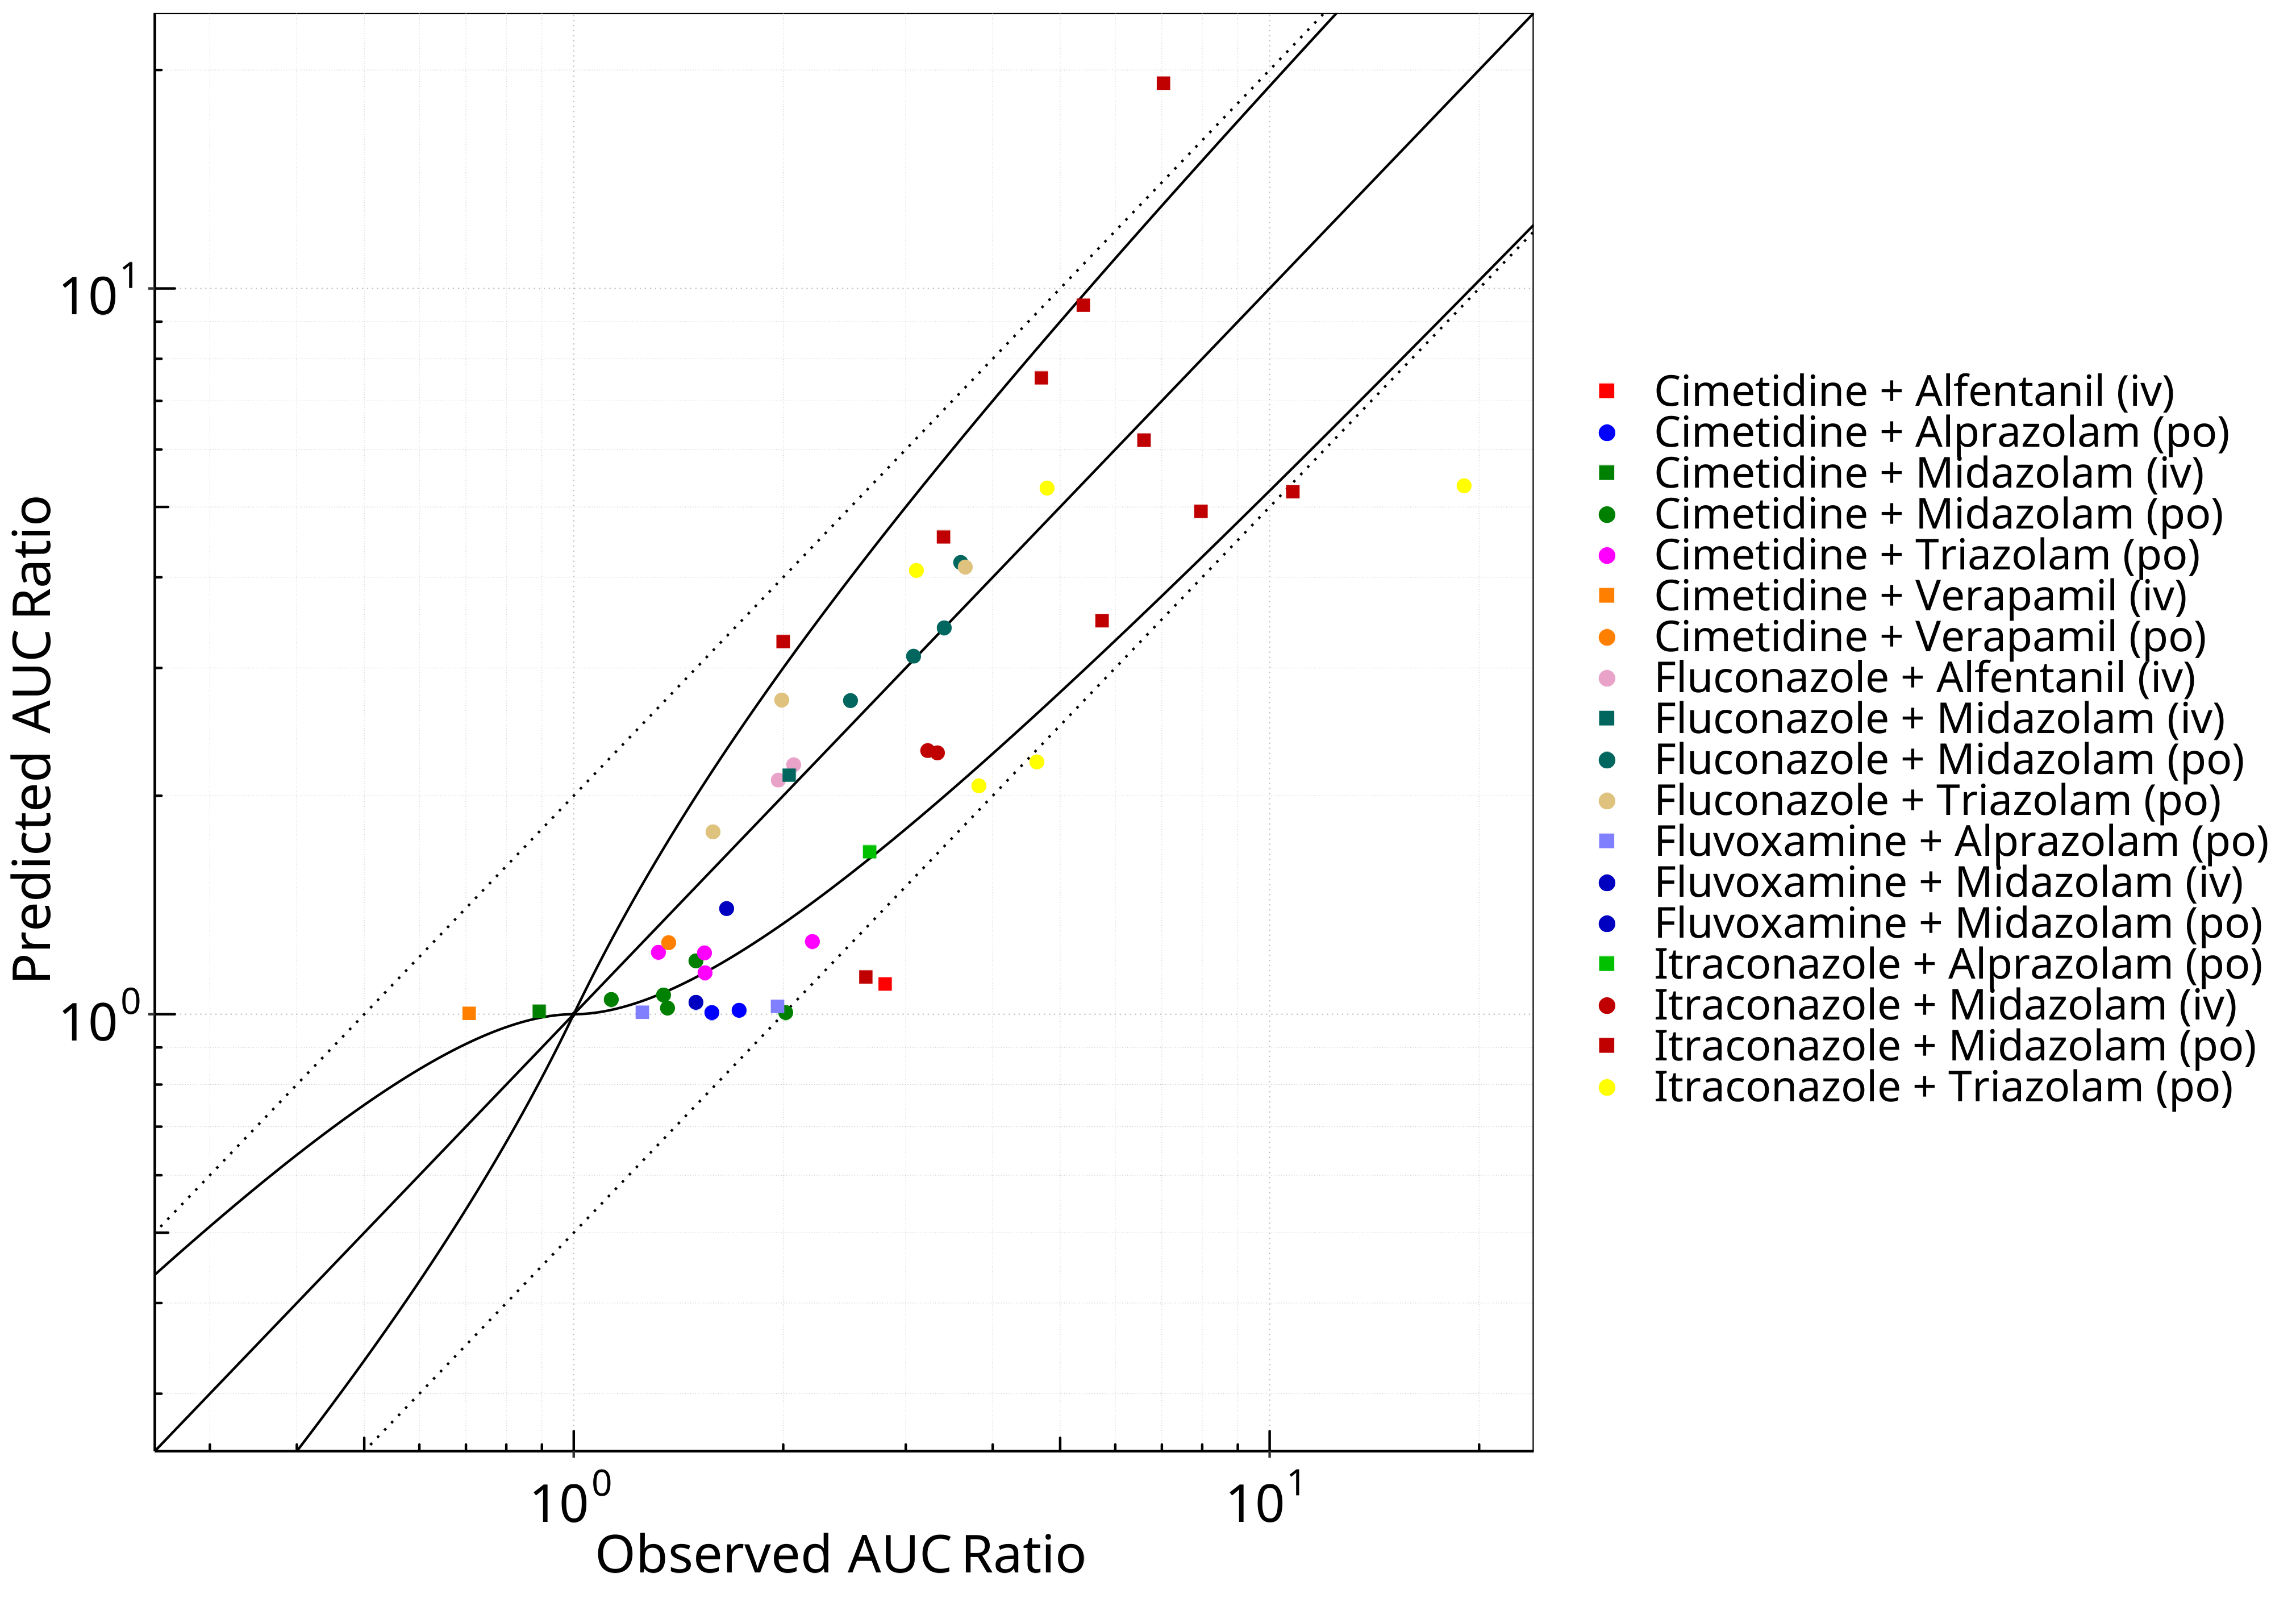 Predicted AUC Ratio
10¹
10⁰
10⁰
10¹
Observed AUC Ratio
Cimetidine + Alfentanil (iv)
Cimetidine + Alprazolam (po)
Cimetidine + Midazolam (iv)
Cimetidine + Midazolam (po)
Cimetidine + Triazolam (po)
Cimetidine + Verapamil (iv)
Cimetidine + Verapamil (po)
Fluconazole + Alfentanil (iv)
Fluconazole + Midazolam (iv)
Fluconazole + Midazolam (po)
Fluconazole + Triazolam (po)
Fluvoxamine + Alprazolam (po)
Fluvoxamine + Midazolam (iv)
Fluvoxamine + Midazolam (po)
Itraconazole + Alprazolam (po)
Itraconazole + Midazolam (iv)
Itraconazole + Midazolam (po)
Itraconazole + Triazolam (po)